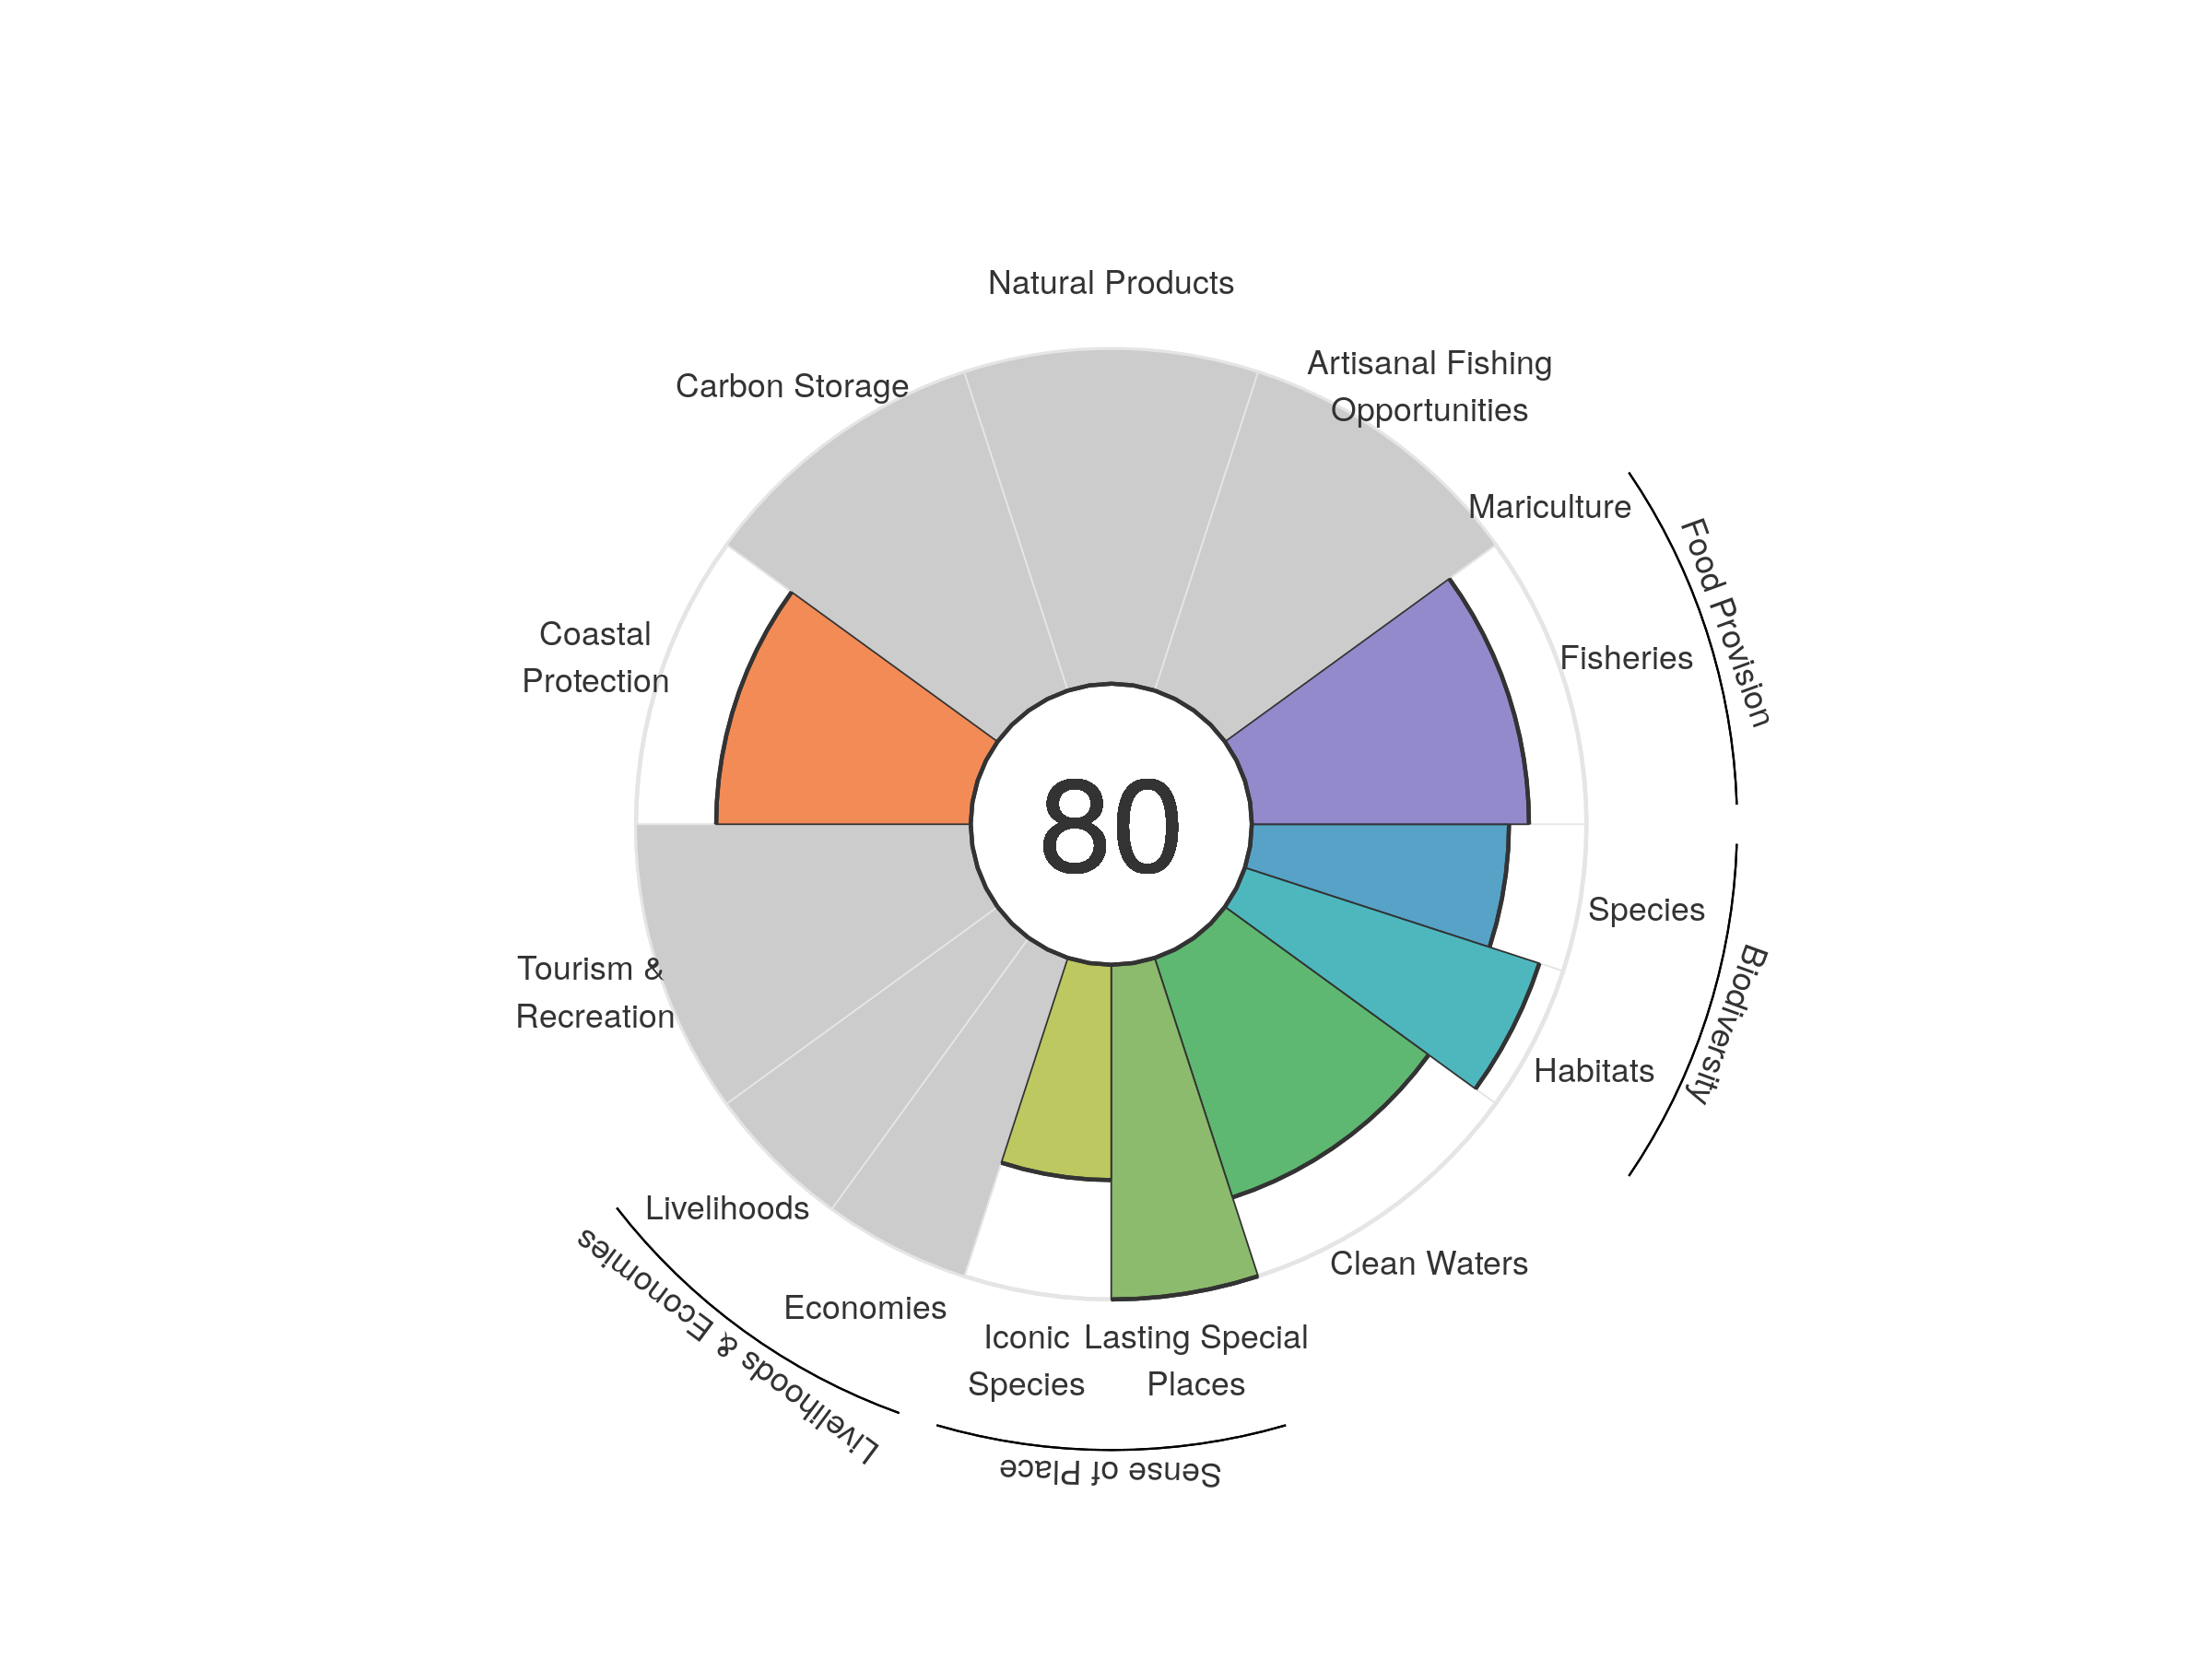 Natural Products
Artisanal Fishing
Opportunities
Carbon Storage
Mariculture
Food Provision
Fisheries
Coastal
Protection
80
Species
Biodiversity
Habitats
Tourism &
Recreation
Livelihoods
Livelihoods & Economies
Economies
Clean Waters
Iconic
Species
Lasting Special
Places
Sense of Place